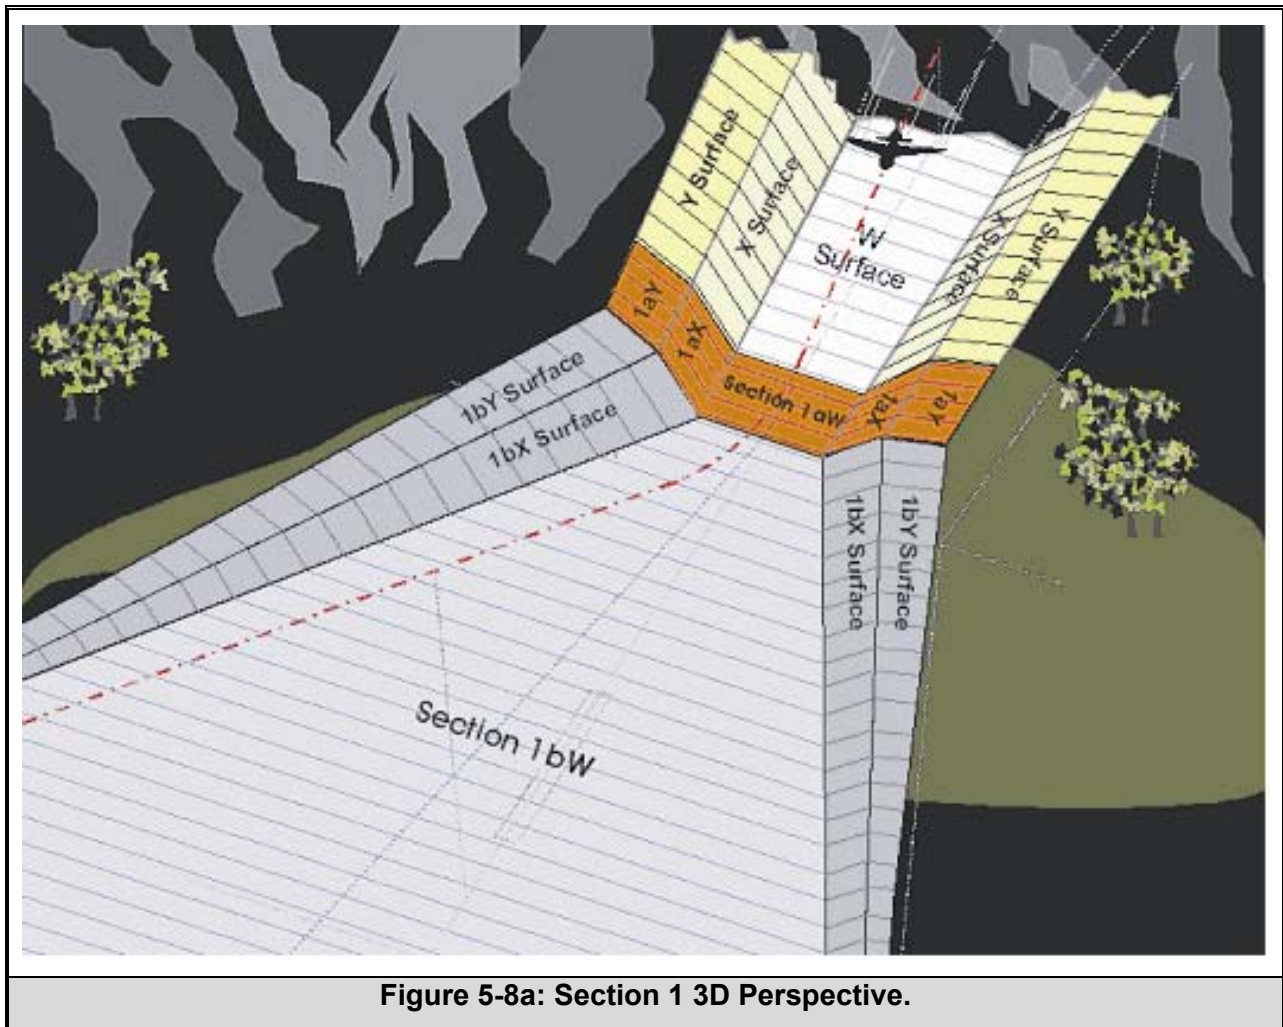 Y Surface
X Surface
W
Surface
X Surface
X Surface
1aY
1aX
Section 1aW
1aX
1aY
1bY Surface
1bX Surface
1bX Surface
1bY Surface
Section 1bW
Figure 5-8a: Section 1 3D Perspective.